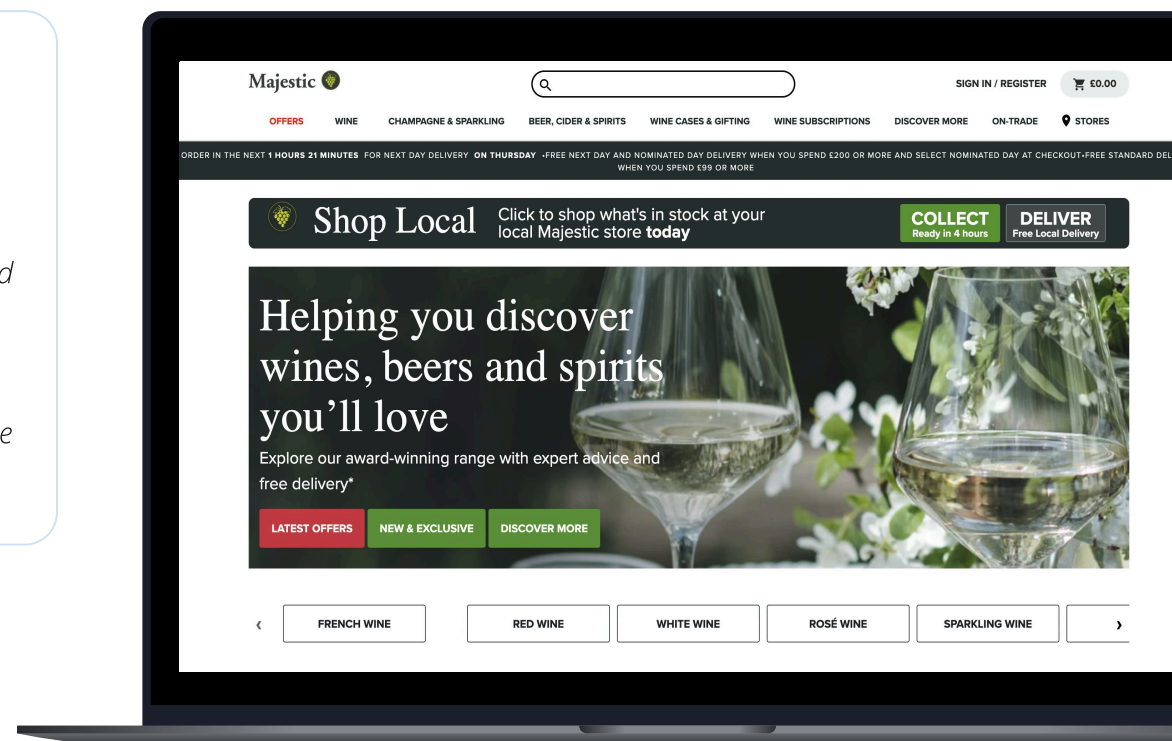 d
e
Majestic
SIGN IN / REGISTER
£0.00
OFFERS
WINE
CHAMPAGNE & SPARKLING
BEER, CIDER & SPIRITS
WINE CASES & GIFTING
WINE SUBSCRIPTIONS
DISCOVER MORE
ON-TRADE
STORES
ORDER IN THE NEXT 1 HOURS 21 MINUTES FOR NEXT DAY DELIVERY ON THURSDAY •FREE NEXT DAY AND NOMINATED DAY DELIVERY WHEN YOU SPEND £200 OR MORE AND SELECT NOMINATED DAY AT CHECKOUT•FREE STANDARD DEL
WHEN YOU SPEND £99 OR MORE
Shop Local
Click to shop what's in stock at your
local Majestic store today
COLLECT
Ready in 4 hours
DELIVER
Free Local Delivery
Helping you discover
wines, beers and spirits
you’ll love
Explore our award-winning range with expert advice and
free delivery*
LATEST OFFERS
NEW & EXCLUSIVE
DISCOVER MORE
‹
FRENCH WINE
RED WINE
WHITE WINE
ROSÉ WINE
SPARKLING WINE
›